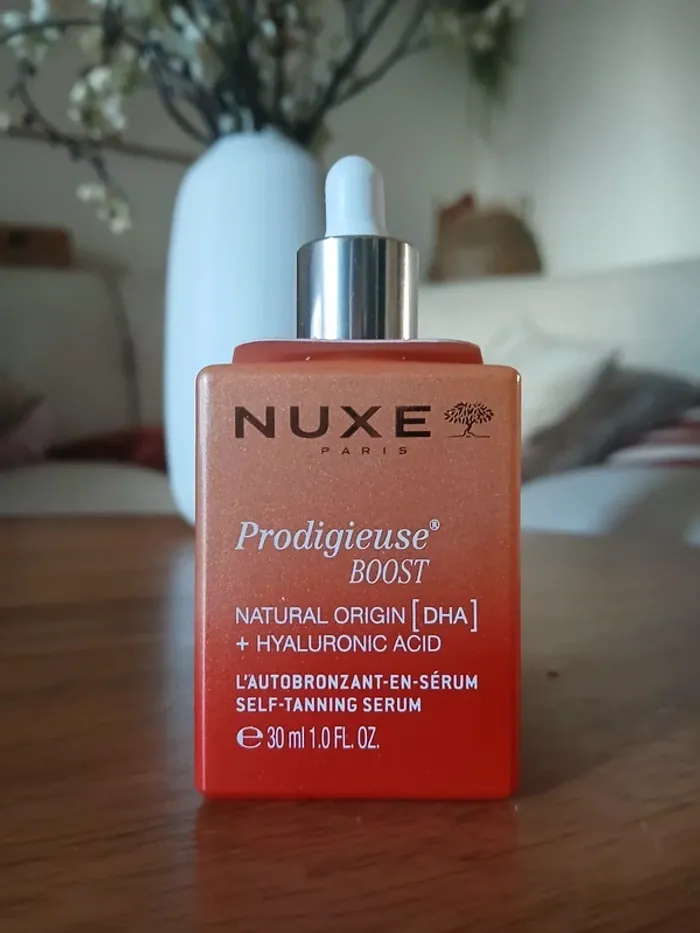 NUXE
PARIS
Prodigieuse®
BOOST
NATURAL ORIGIN [DHA]
+ HYALURONIC ACID
L'AUTOBRONZANT-EN-SÉRUM
SELF-TANNING SERUM
℮ 30 ml 1.0 FL. OZ.